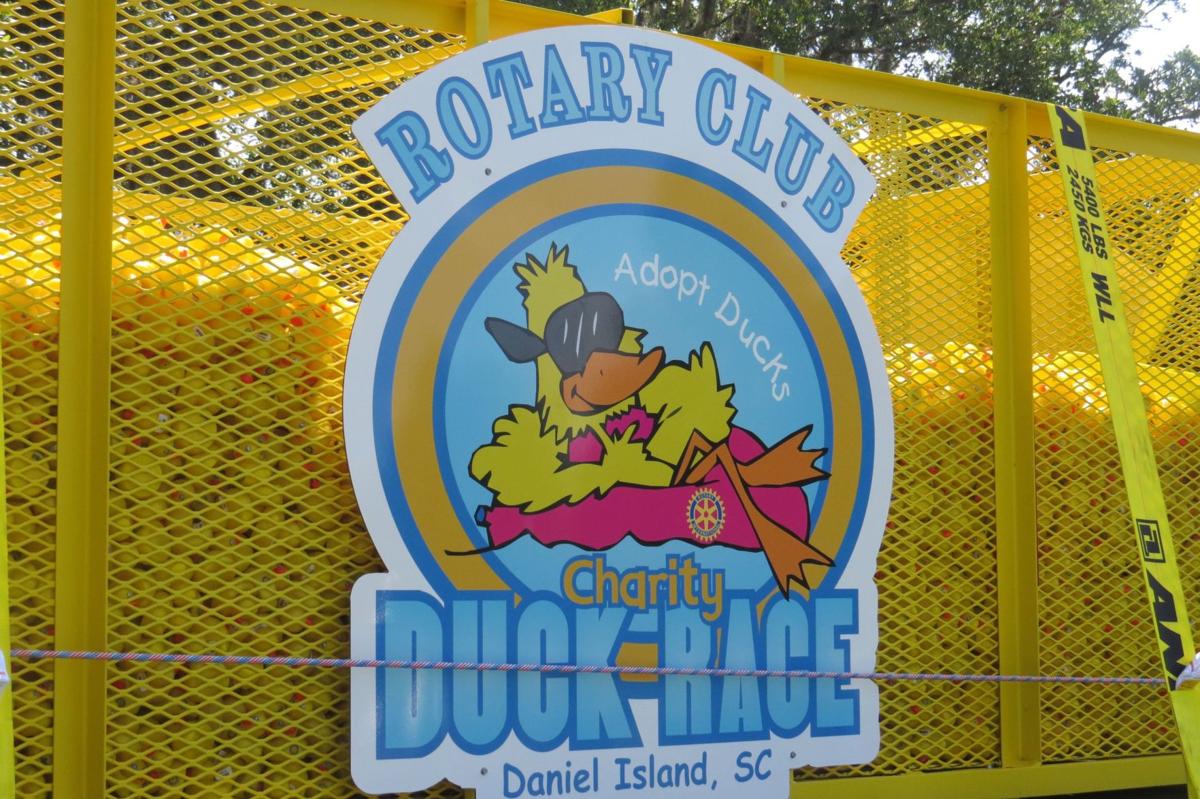 ROTARY CLUB
Adopt Ducks
Charity
DUCK-RACE
Daniel Island, SC
A
5400 LBS WLL
2450 KGS